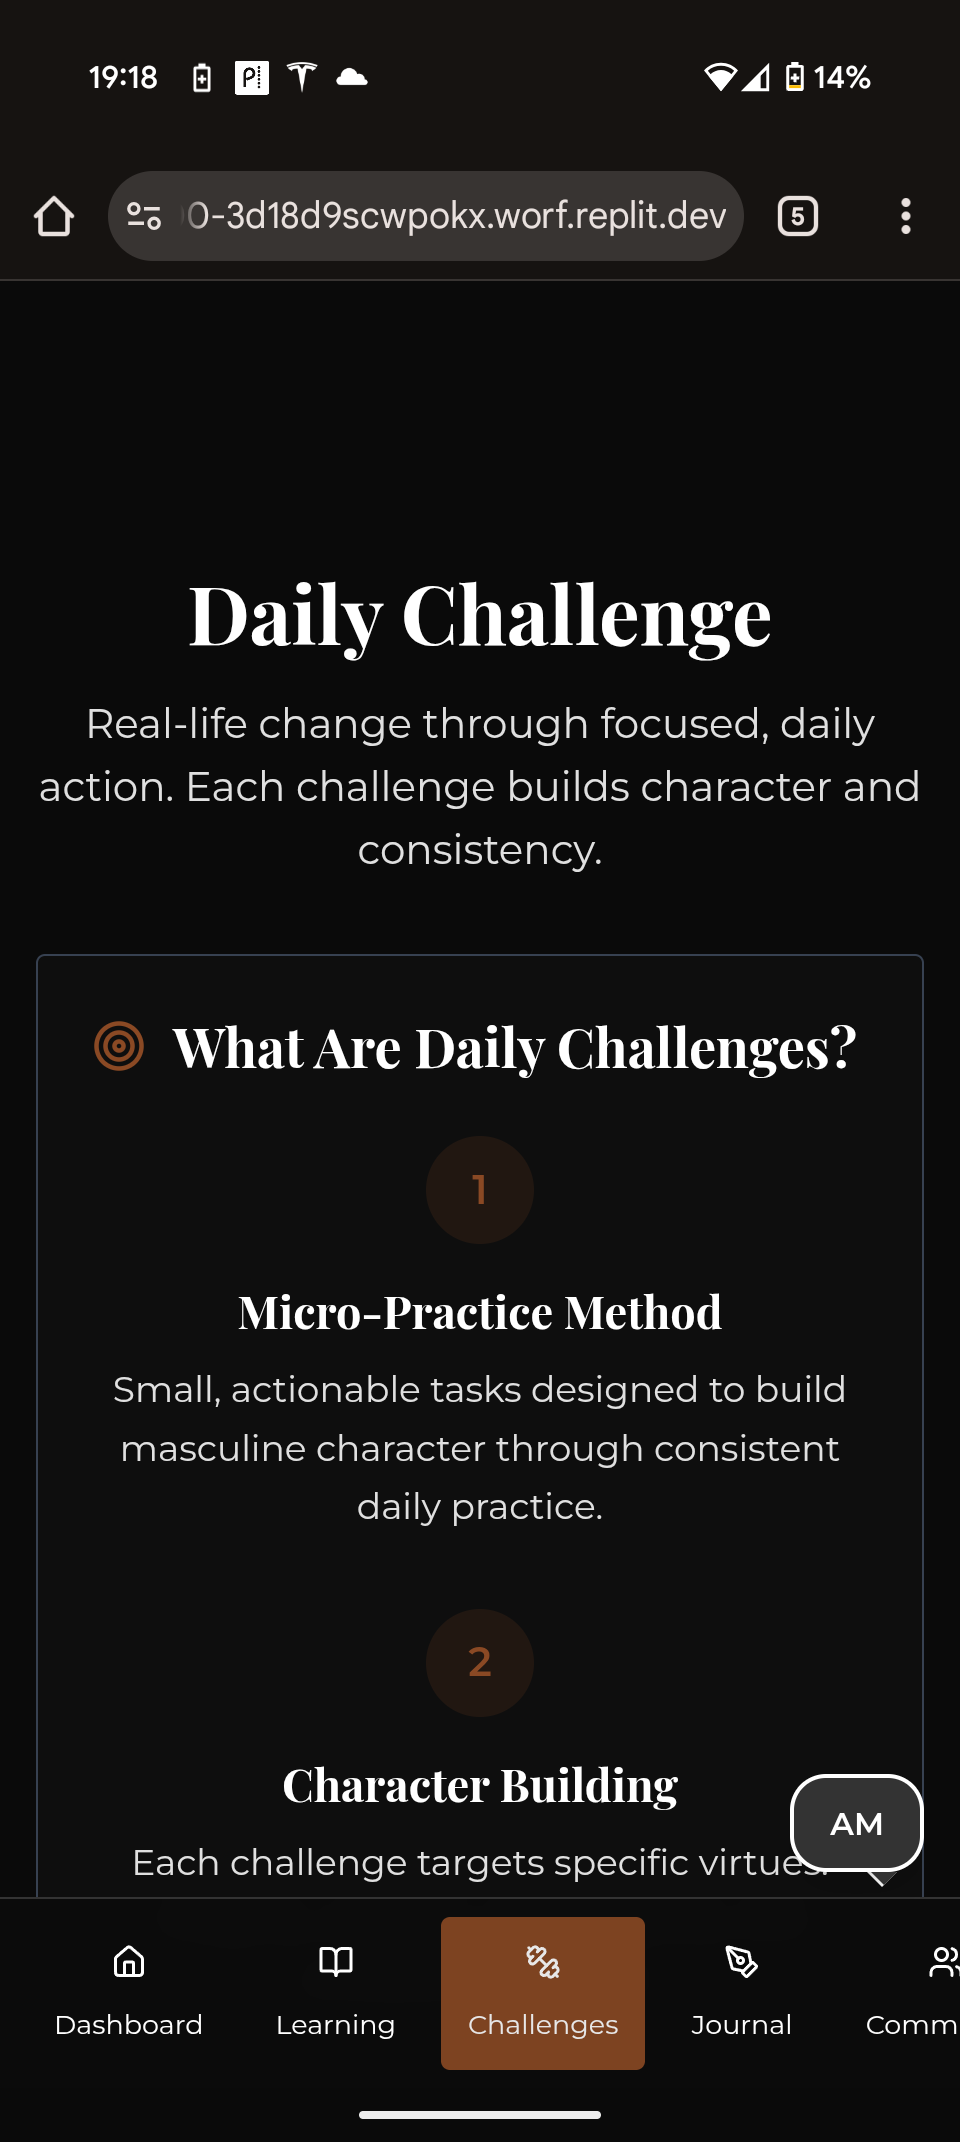 19:18
14%
0-3d18d9scwpokx.worf.replit.dev
5
Daily Challenge
Real-life change through focused, daily
action. Each challenge builds character and
consistency.
What Are Daily Challenges?
1
Micro-Practice Method
Small, actionable tasks designed to build
masculine character through consistent
daily practice.
2
Character Building
Each challenge targets specific virtues.
AM
Dashboard
Learning
Challenges
Journal
Comm